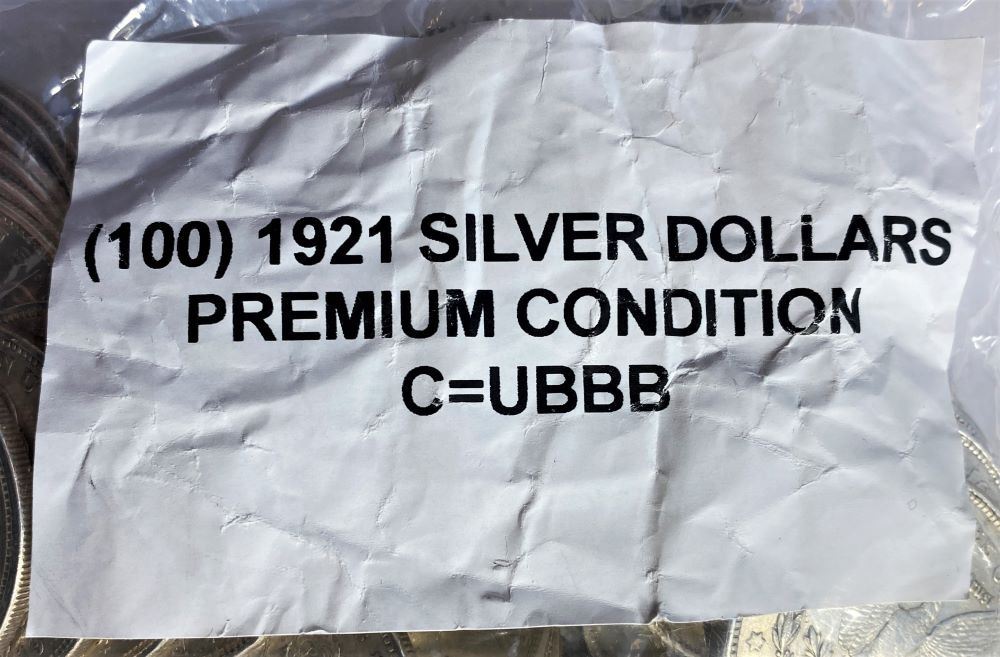 (100) 1921 SILVER DOLLARS
PREMIUM CONDITION
C=UBBB